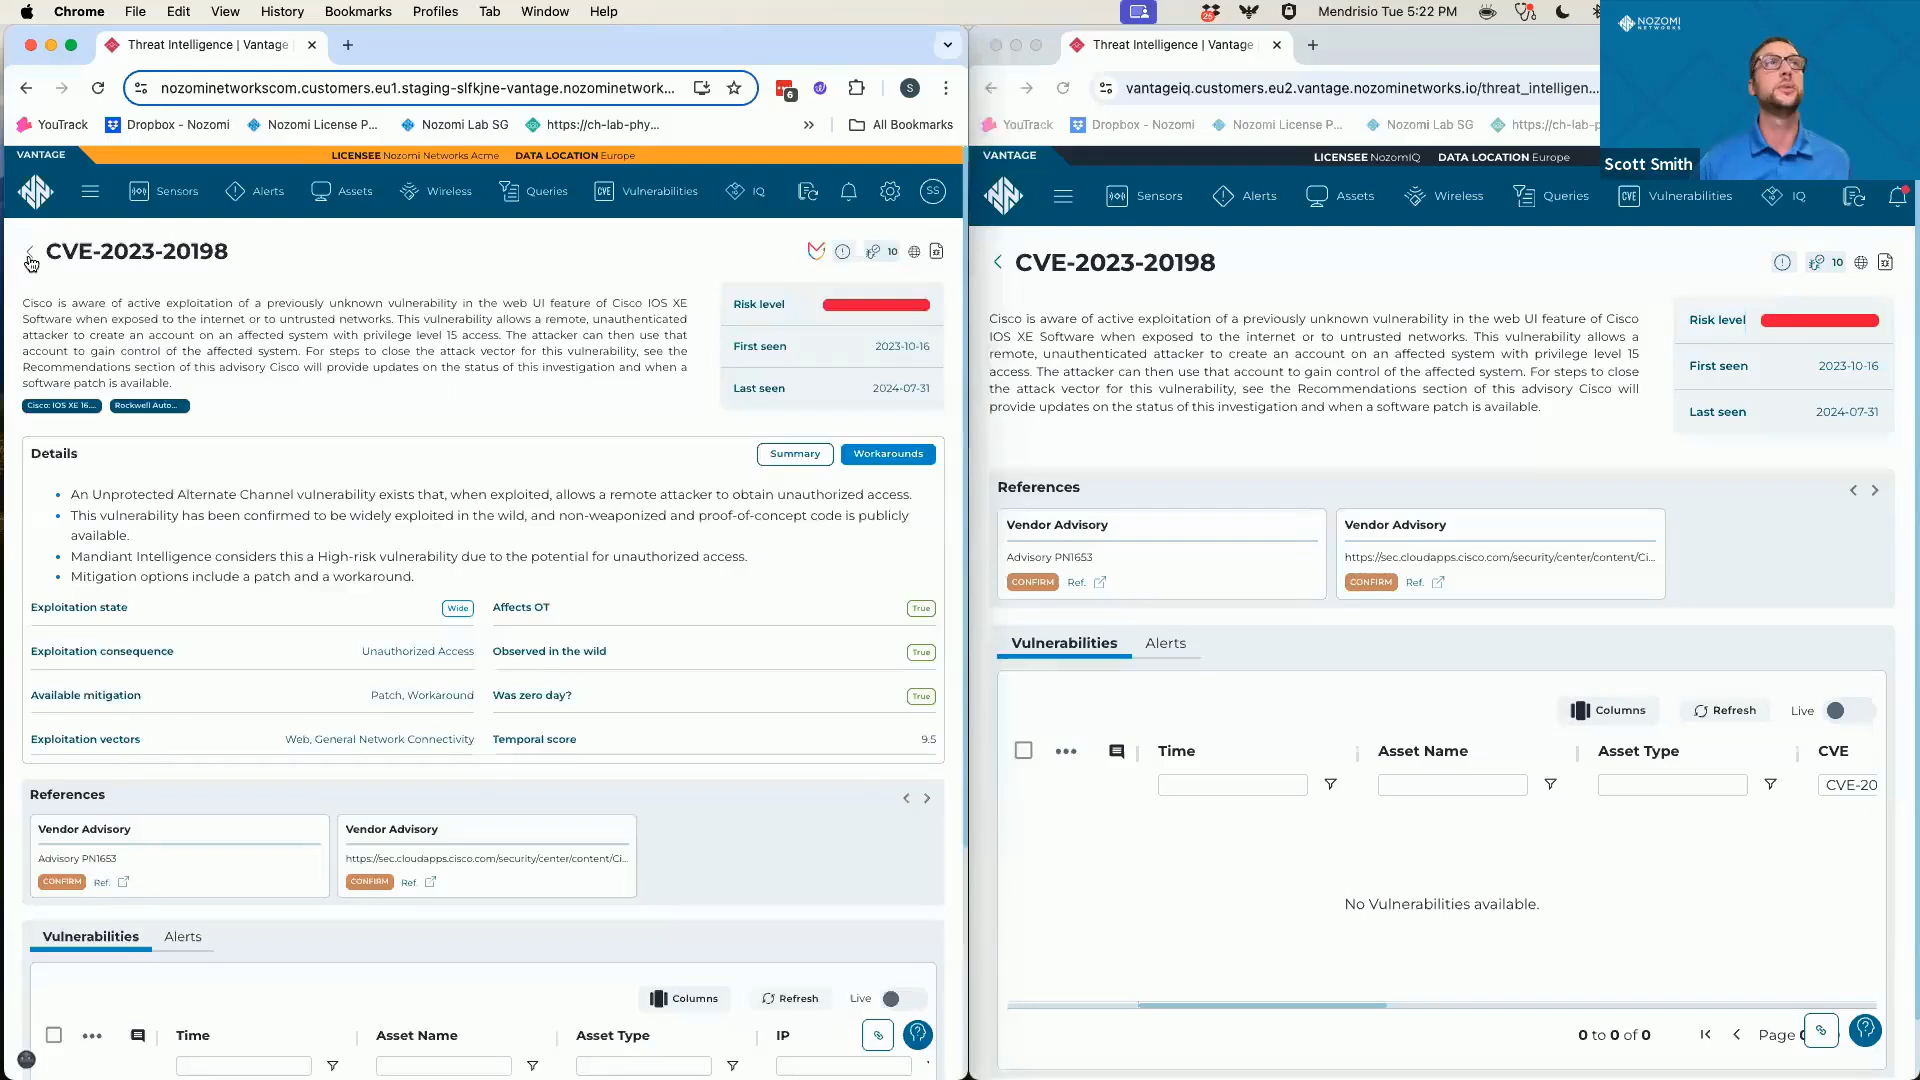 Chrome File Edit View History Bookmarks Profiles Tab Window Help
25
Mendrisio Tue 5:22 PM
Threat Intelligence | Vantage
nozominetworkscom.customers.eu1.staging-slfkjne-vantage.nozominetwork...
6
S
YouTrack
Dropbox - Nozomi
Nozomi License P...
Nozomi Lab SG
https://ch-lab-phy...
»
All Bookmarks
VANTAGE
LICENSEE Nozomi Networks Acme DATA LOCATION Europe
Sensors
Alerts
Assets
Wireless
Queries
CVE Vulnerabilities
IQ
SS
CVE-2023-20198
10
Cisco is aware of active exploitation of a previously unknown vulnerability in the web UI feature of Cisco IOS XE
Software when exposed to the internet or to untrusted networks. This vulnerability allows a remote, unauthenticated
attacker to create an account on an affected system with privilege level 15 access. The attacker can then use that
account to gain control of the affected system. For steps to close the attack vector for this vulnerability, see the
Recommendations section of this advisory Cisco will provide updates on the status of this investigation and when a
software patch is available.
Cisco: IOS XE 16.... Rockwell Auto...
Risk level
First seen 2023-10-16
Last seen 2024-07-31
Details
Summary
Workarounds
• An Unprotected Alternate Channel vulnerability exists that, when exploited, allows a remote attacker to obtain unauthorized access.
• This vulnerability has been confirmed to be widely exploited in the wild, and non-weaponized and proof-of-concept code is publicly
available.
• Mandiant Intelligence considers this a High-risk vulnerability due to the potential for unauthorized access.
• Mitigation options include a patch and a workaround.
Exploitation state Wide Affects OT True
Exploitation consequence Unauthorized Access Observed in the wild True
Available mitigation Patch, Workaround Was zero day? True
Exploitation vectors Web, General Network Connectivity Temporal score 9.5
References
Vendor Advisory
Advisory PN1653
CONFIRM Ref.
Vendor Advisory
https://sec.cloudapps.cisco.com/security/center/content/Ci...
CONFIRM Ref.
Vulnerabilities Alerts
Columns Refresh Live
Time Asset Name Asset Type IP
Threat Intelligence | Vantage
vantageiq.customers.eu2.vantage.nozominetworks.io/threat_intelligen...
YouTrack
Dropbox - Nozomi
Nozomi License P...
Nozomi Lab SG
https://ch-lab-p
NOZOMI
NETWORKS
Scott Smith
VANTAGE
LICENSEE NozomIQ DATA LOCATION Europe
Sensors
Alerts
Assets
Wireless
Queries
CVE Vulnerabilities
IQ
CVE-2023-20198
10
Cisco is aware of active exploitation of a previously unknown vulnerability in the web UI feature of Cisco
IOS XE Software when exposed to the internet or to untrusted networks. This vulnerability allows a
remote, unauthenticated attacker to create an account on an affected system with privilege level 15
access. The attacker can then use that account to gain control of the affected system. For steps to close
the attack vector for this vulnerability, see the Recommendations section of this advisory Cisco will
provide updates on the status of this investigation and when a software patch is available.
Risk level
First seen 2023-10-16
Last seen 2024-07-31
References
Vendor Advisory
Advisory PN1653
CONFIRM Ref.
Vendor Advisory
https://sec.cloudapps.cisco.com/security/center/content/Ci...
CONFIRM Ref.
Vulnerabilities Alerts
Columns Refresh Live
Time Asset Name Asset Type CVE
CVE-20
No Vulnerabilities available.
0 to 0 of 0 Page